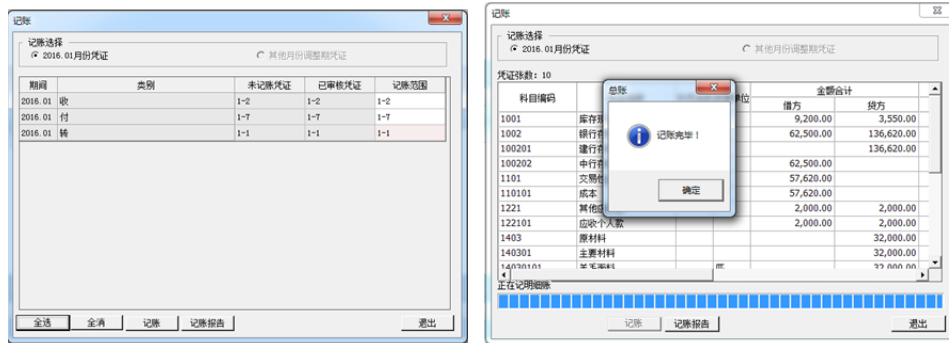 记账
记账选择
2016.01月份凭证
其他月份调整期凭证
期间 类别 未记账凭证 已审核凭证 记账范围
2016.01 收 1-2 1-2 1-2
2016.01 付 1-7 1-7 1-7
2016.01 转 1-1 1-1 1-1
全选 全消 记账 记账报告 退出
记账
记账选择
2016.01月份凭证
其他月份调整期凭证
凭证张数: 10
科目编码 单位 金额合计
借方 贷方
1001 库存现 9,200.00 3,550.00
1002 银行存 62,500.00 136,620.00
100201 建行存 136,620.00
100202 中行存 62,500.00
1101 交易性 57,620.00
110101 成本 57,620.00
1221 其他应 2,000.00 2,000.00
122101 应收个人款 2,000.00 2,000.00
1403 原材料 32,000.00
140301 主要材料 32,000.00
14030101 羊毛面料 匹 32,000.00
总账
记账完毕!
确定
正在记明细账
记账 记账报告 退出